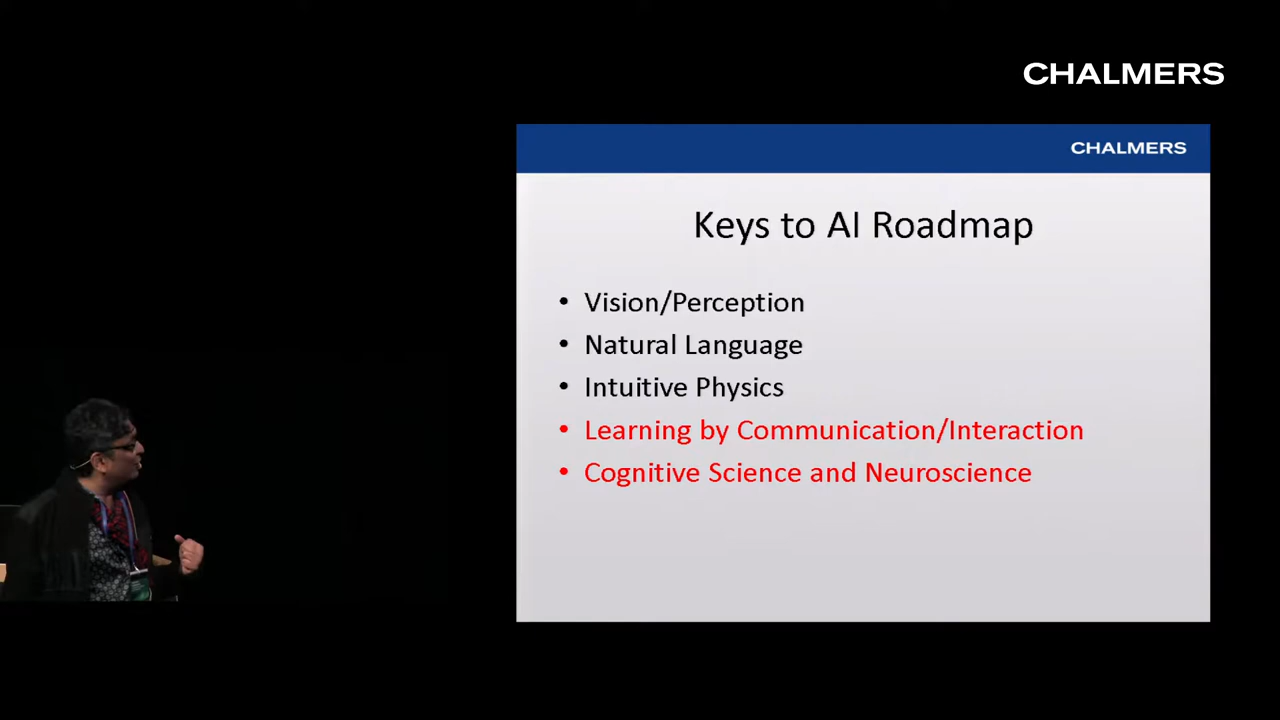 CHALMERS
CHALMERS
Keys to AI Roadmap
• Vision/Perception
• Natural Language
• Intuitive Physics
• Learning by Communication/Interaction
• Cognitive Science and Neuroscience